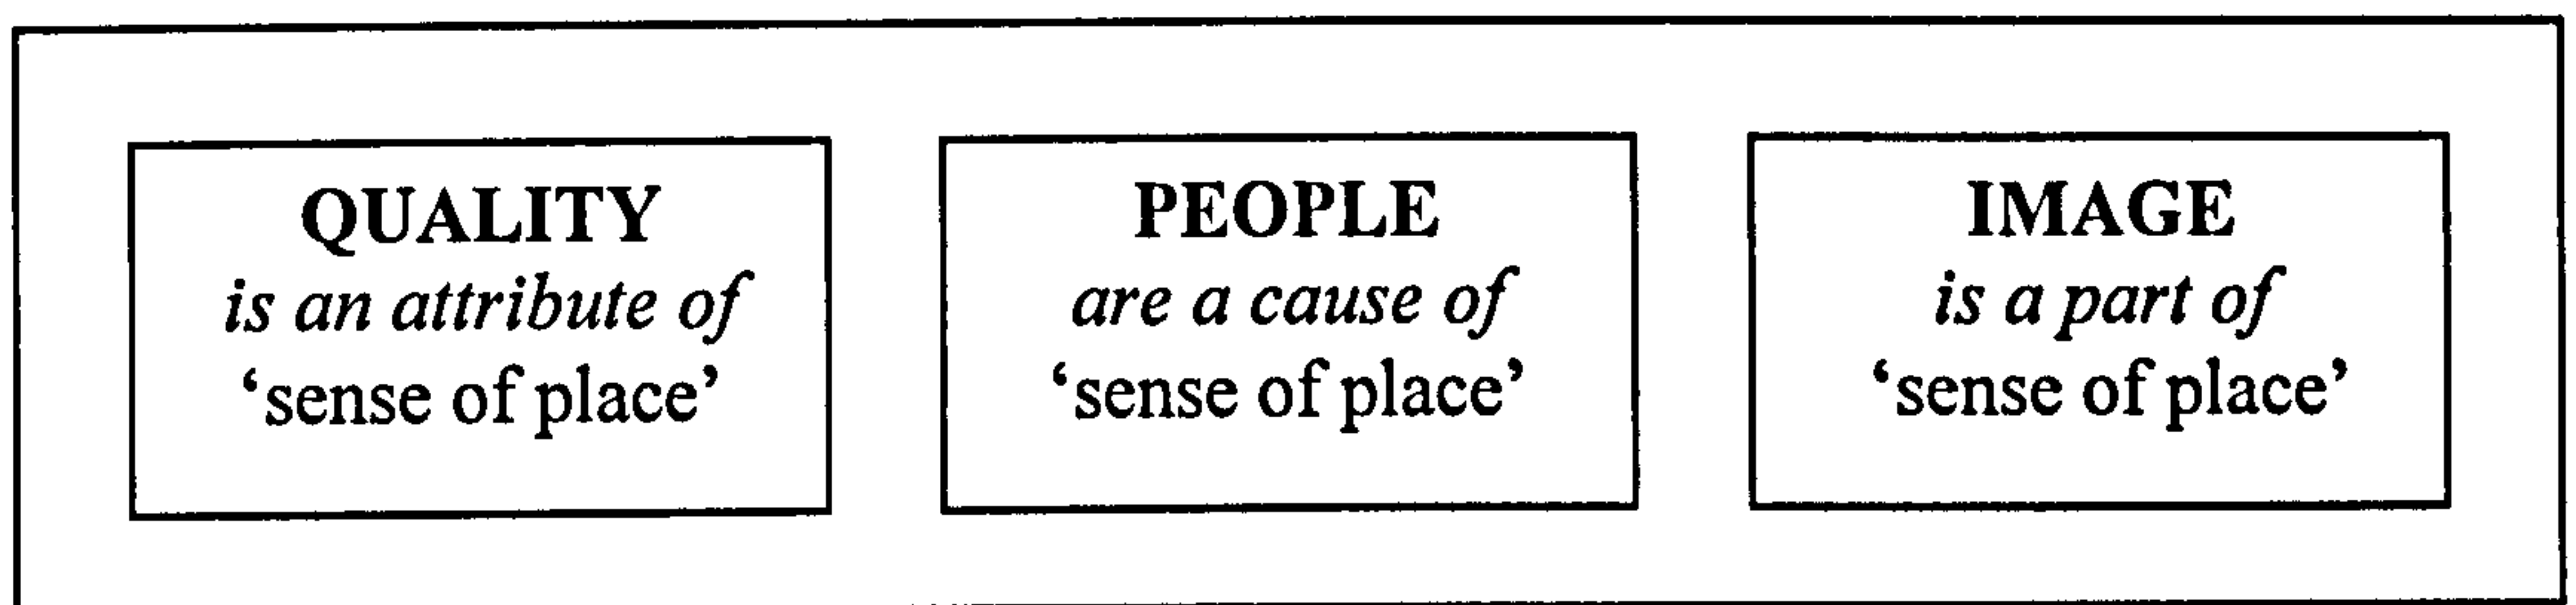 QUALITY
is an attribute of
‘sense of place’
PEOPLE
are a cause of
‘sense of place’
IMAGE
is a part of
‘sense of place’